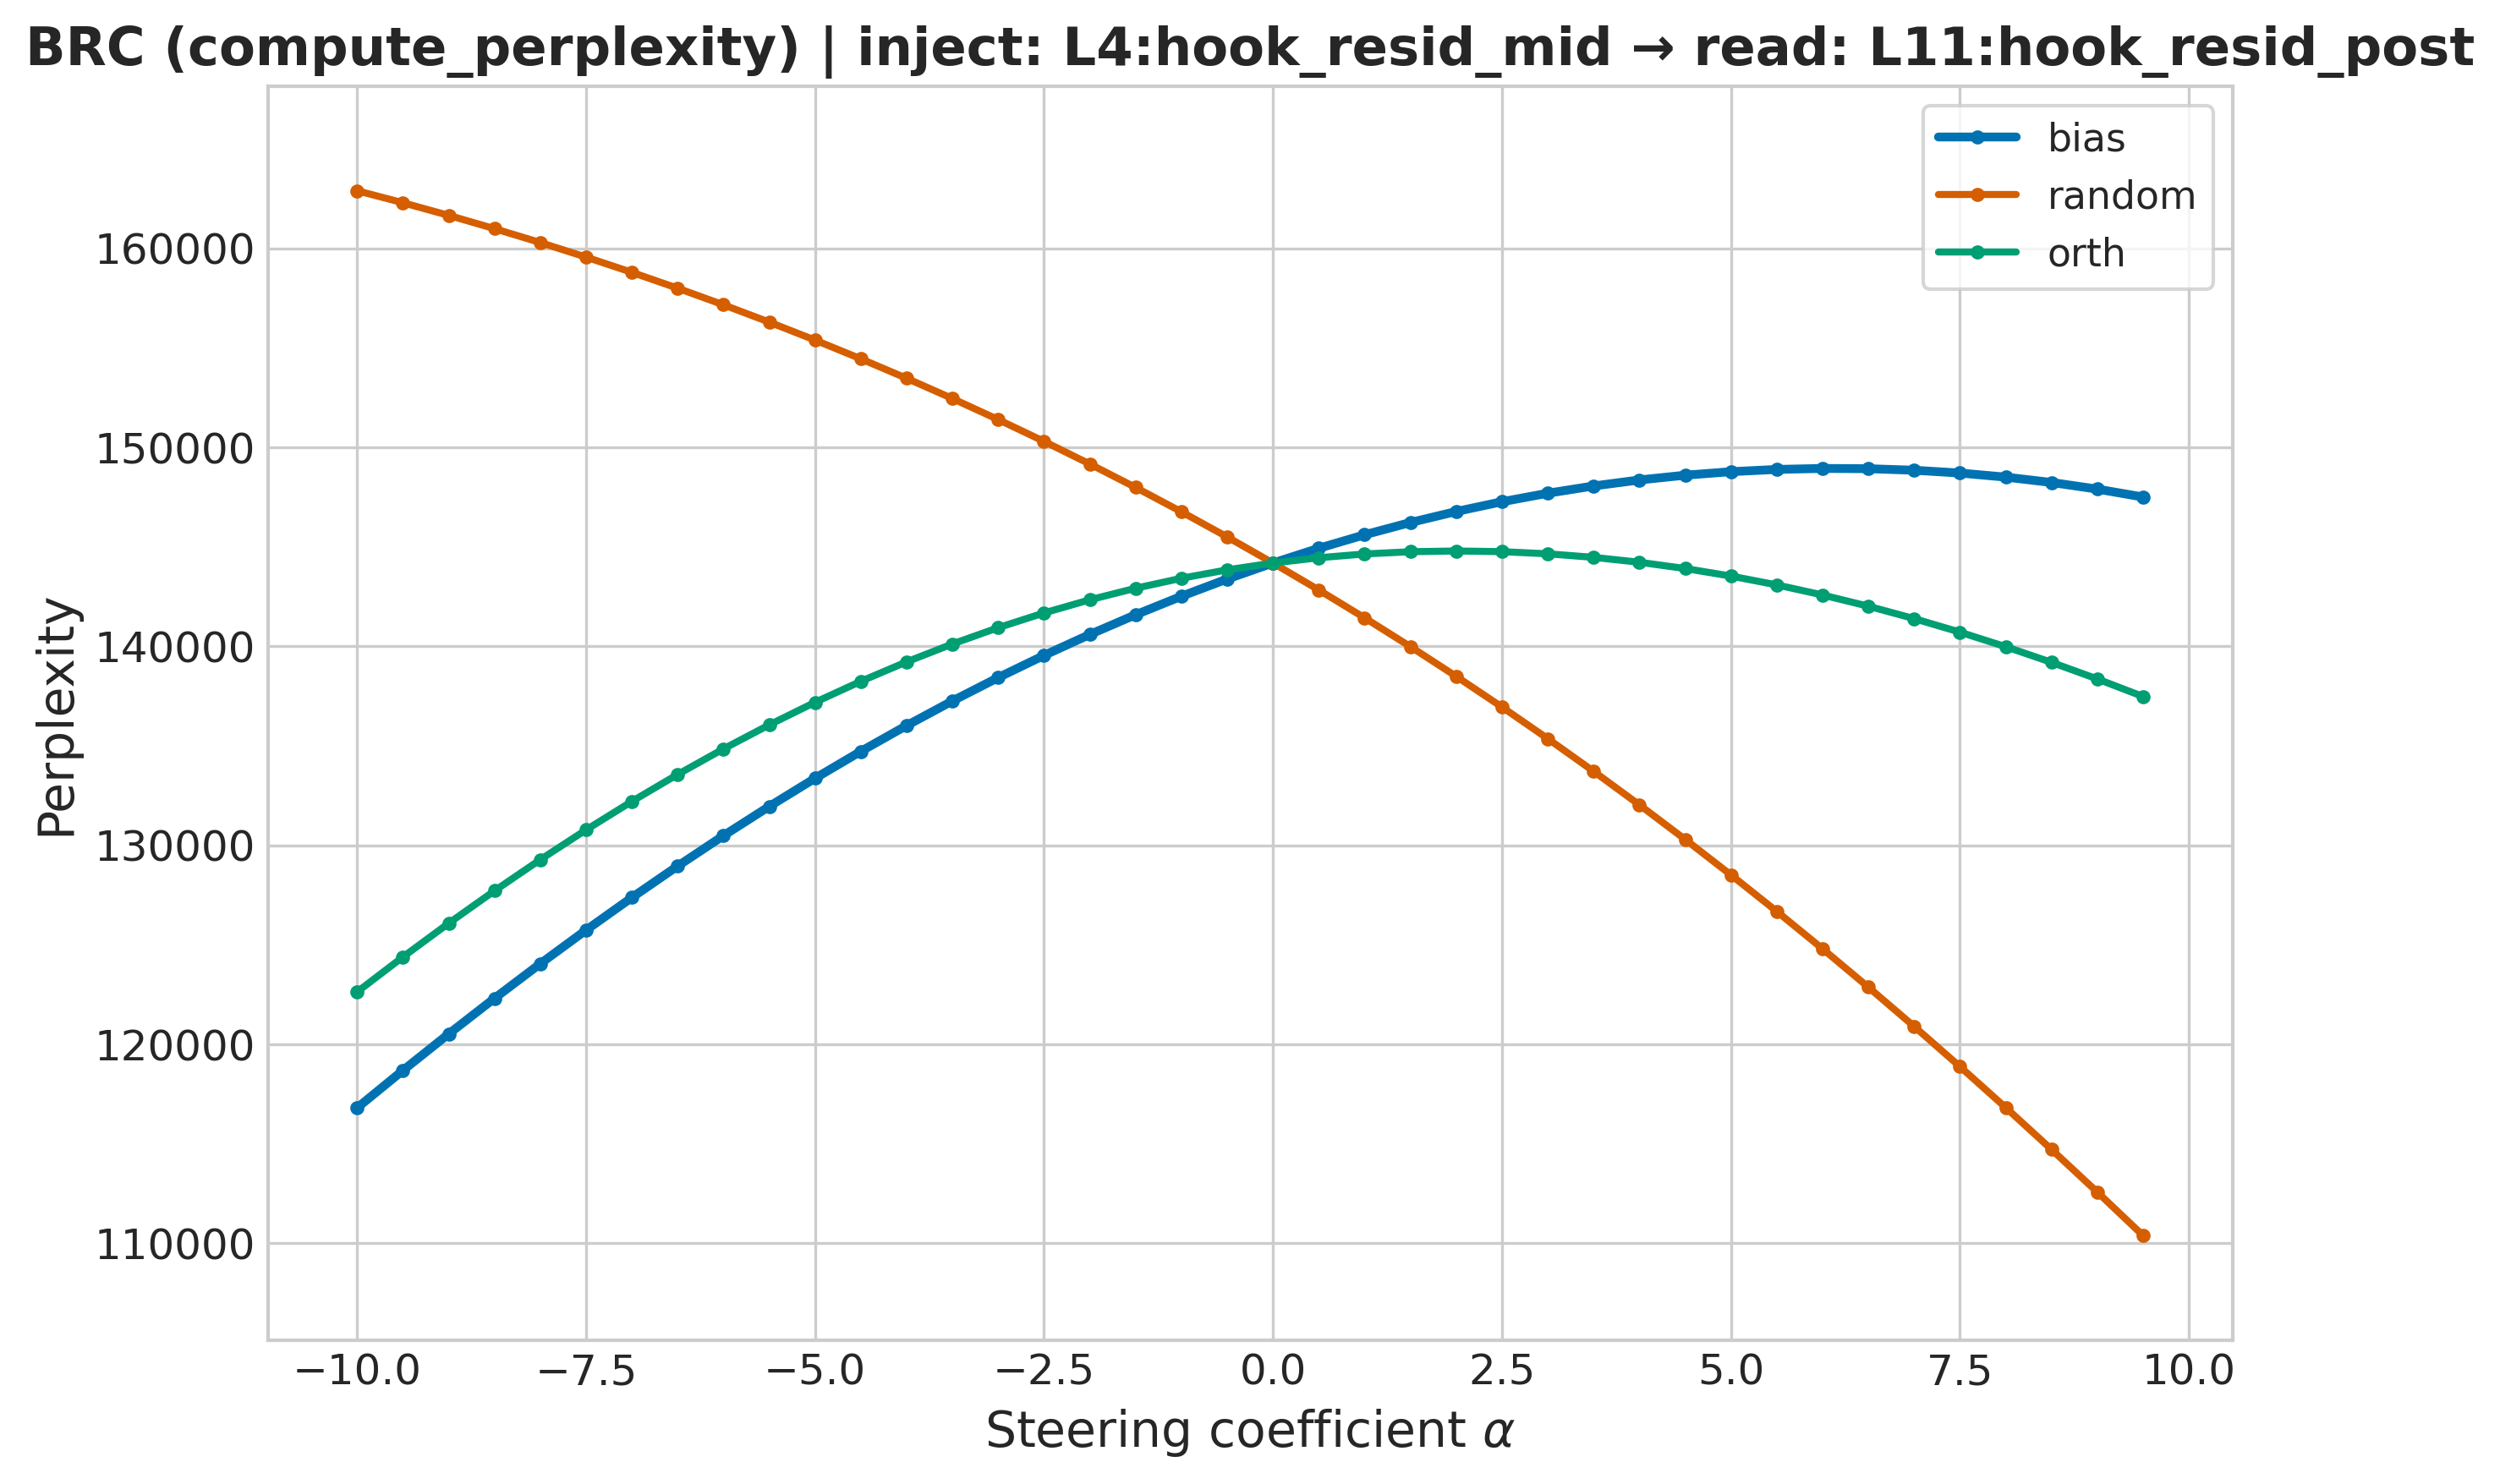 BRC (compute_perplexity) | inject: L4:hook_resid_mid → read: L11:hook_resid_post
bias
random
orth
Perplexity
160000
150000
140000
130000
120000
110000
−10.0 −7.5 −5.0 −2.5 0.0 2.5 5.0 7.5 10.0
Steering coefficient α